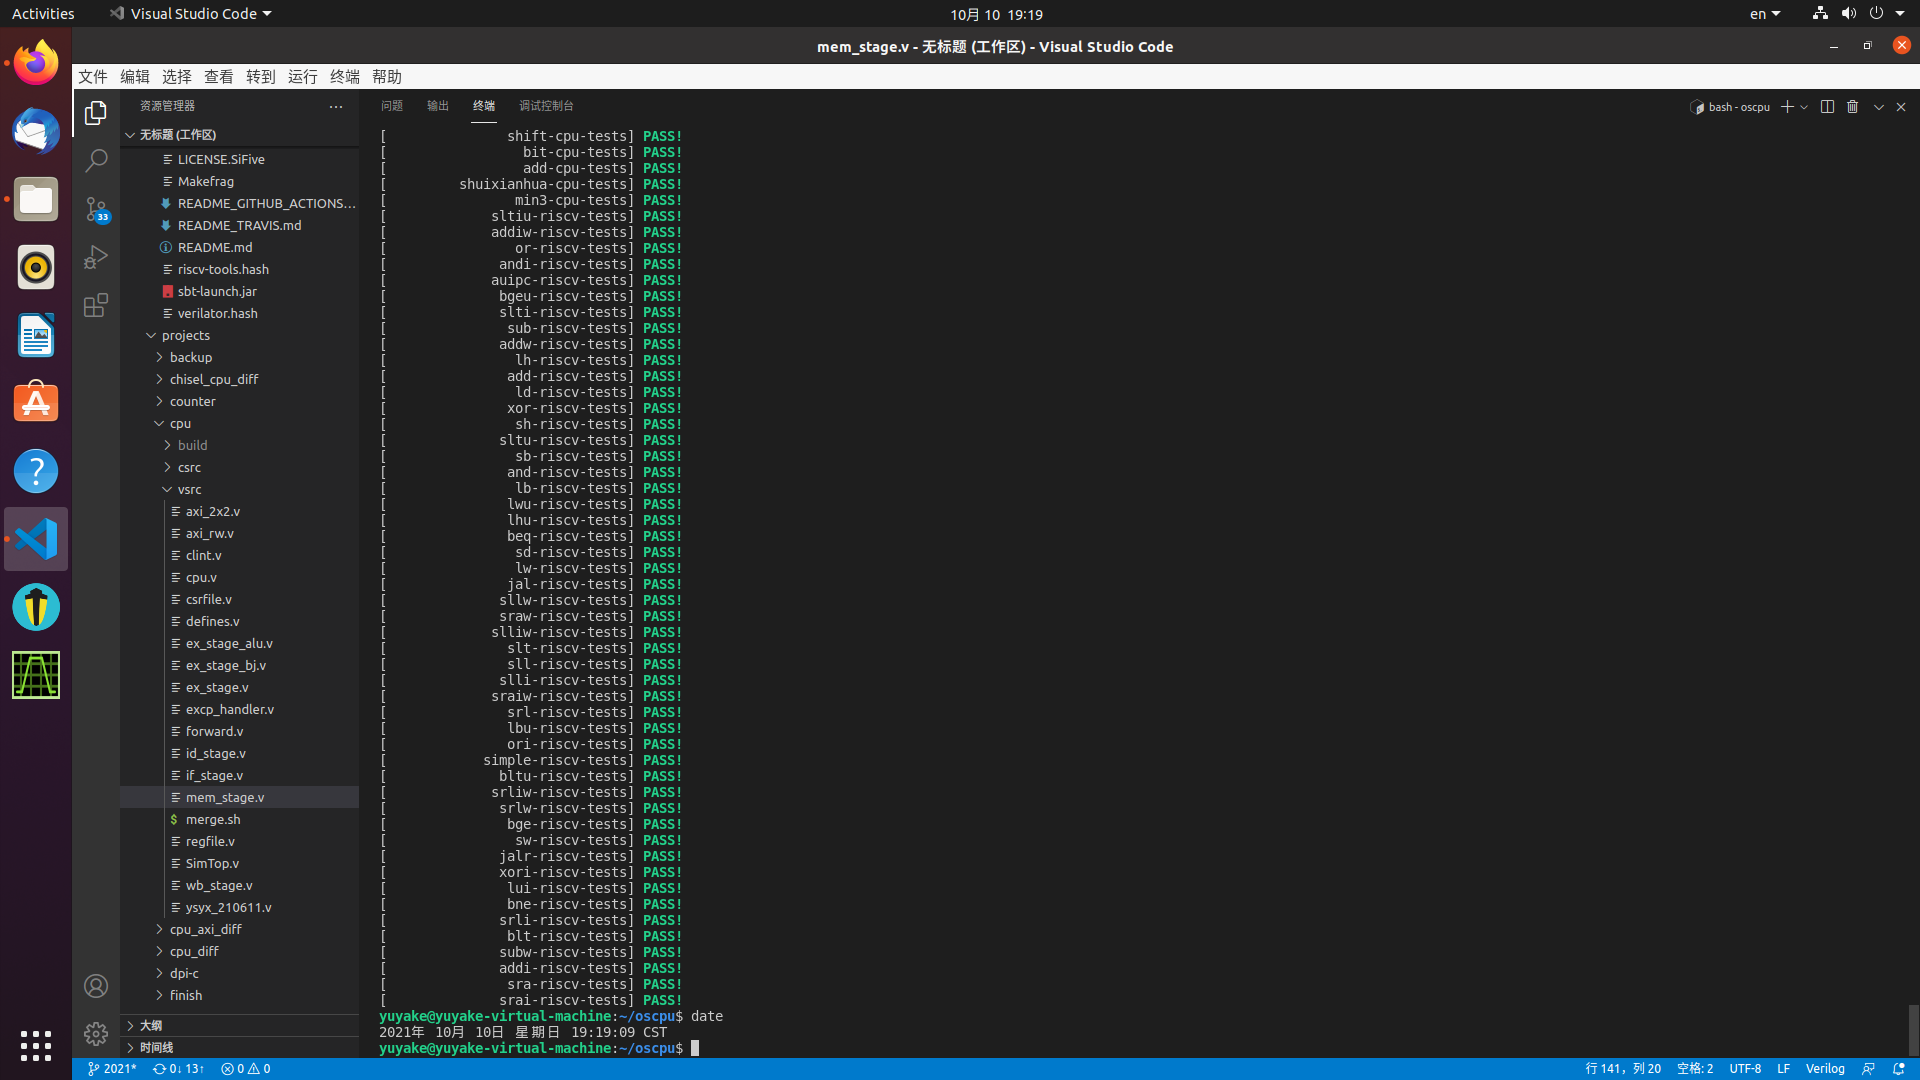 Activities
Visual Studio Code
10月 10 19:19
en
mem_stage.v - 无标题 (工作区) - Visual Studio Code
文件 编辑 选择 查看 转到 运行 终端 帮助
资源管理器
无标题 (工作区)
LICENSE.SiFive
Makefrag
README_GITHUB_ACTIONS...
README_TRAVIS.md
README.md
riscv-tools.hash
sbt-launch.jar
verilator.hash
projects
backup
chisel_cpu_diff
counter
cpu
build
csrc
vsrc
axi_2x2.v
axi_rw.v
clint.v
cpu.v
csrfile.v
defines.v
ex_stage_alu.v
ex_stage_bj.v
ex_stage.v
excp_handler.v
forward.v
id_stage.v
if_stage.v
mem_stage.v
merge.sh
regfile.v
SimTop.v
wb_stage.v
ysyx_210611.v
cpu_axi_diff
cpu_diff
dpi-c
finish
大纲
时间线
33
问题 输出 终端 调试控制台
bash - oscpu
[ shift-cpu-tests] PASS!
[ bit-cpu-tests] PASS!
[ add-cpu-tests] PASS!
[ shuixianhua-cpu-tests] PASS!
[ min3-cpu-tests] PASS!
[ sltiu-riscv-tests] PASS!
[ addiw-riscv-tests] PASS!
[ or-riscv-tests] PASS!
[ andi-riscv-tests] PASS!
[ auipc-riscv-tests] PASS!
[ bgeu-riscv-tests] PASS!
[ slti-riscv-tests] PASS!
[ sub-riscv-tests] PASS!
[ addw-riscv-tests] PASS!
[ lh-riscv-tests] PASS!
[ add-riscv-tests] PASS!
[ ld-riscv-tests] PASS!
[ xor-riscv-tests] PASS!
[ sh-riscv-tests] PASS!
[ sltu-riscv-tests] PASS!
[ sb-riscv-tests] PASS!
[ and-riscv-tests] PASS!
[ lb-riscv-tests] PASS!
[ lwu-riscv-tests] PASS!
[ lhu-riscv-tests] PASS!
[ beq-riscv-tests] PASS!
[ sd-riscv-tests] PASS!
[ lw-riscv-tests] PASS!
[ jal-riscv-tests] PASS!
[ sllw-riscv-tests] PASS!
[ sraw-riscv-tests] PASS!
[ slliw-riscv-tests] PASS!
[ slt-riscv-tests] PASS!
[ sll-riscv-tests] PASS!
[ slli-riscv-tests] PASS!
[ sraiw-riscv-tests] PASS!
[ srl-riscv-tests] PASS!
[ lbu-riscv-tests] PASS!
[ ori-riscv-tests] PASS!
[ simple-riscv-tests] PASS!
[ bltu-riscv-tests] PASS!
[ srliw-riscv-tests] PASS!
[ srlw-riscv-tests] PASS!
[ bge-riscv-tests] PASS!
[ sw-riscv-tests] PASS!
[ jalr-riscv-tests] PASS!
[ xori-riscv-tests] PASS!
[ lui-riscv-tests] PASS!
[ bne-riscv-tests] PASS!
[ srli-riscv-tests] PASS!
[ blt-riscv-tests] PASS!
[ subw-riscv-tests] PASS!
[ addi-riscv-tests] PASS!
[ sra-riscv-tests] PASS!
[ srai-riscv-tests] PASS!
yuyake@yuyake-virtual-machine:~/oscpu$ date
2021年 10月 10日 星期日 19:19:09 CST
yuyake@yuyake-virtual-machine:~/oscpu$
2021* 0↓ 13↑ 0 0
行 141，列 20 空格: 2 UTF-8 LF Verilog